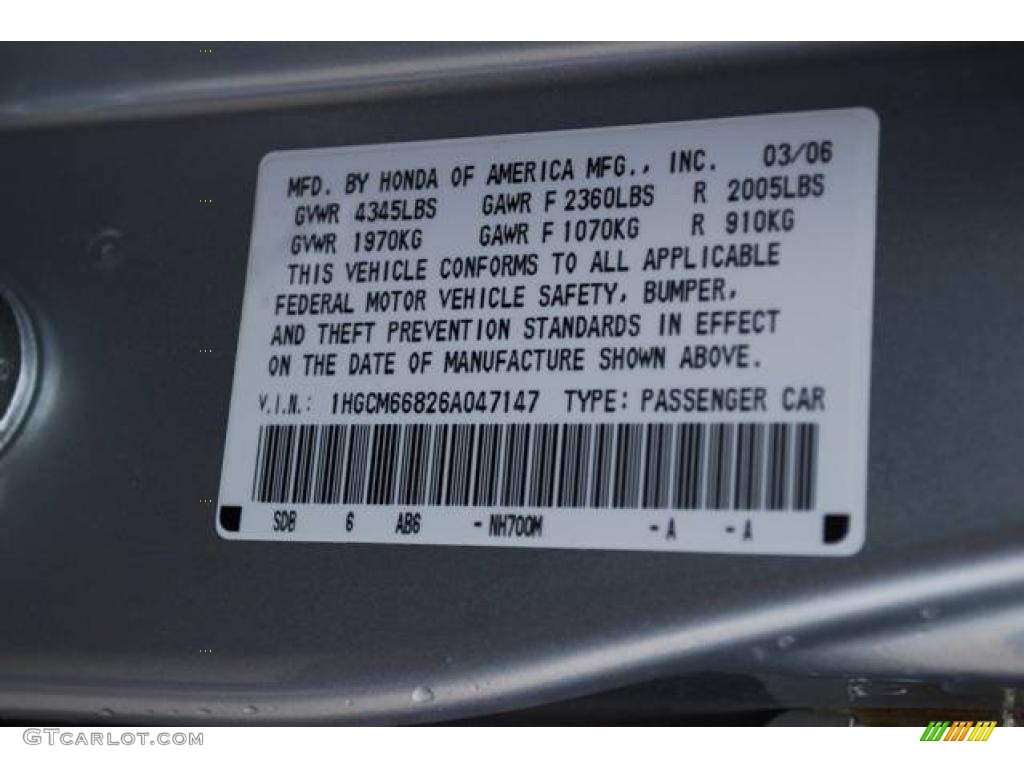 MFD. BY HONDA OF AMERICA MFG., INC. 03/06
GVWR 4345LBS GAWR F 2360LBS R 2005LBS
GVWR 1970KG GAWR F 1070KG R 910KG
THIS VEHICLE CONFORMS TO ALL APPLICABLE
FEDERAL MOTOR VEHICLE SAFETY, BUMPER,
AND THEFT PREVENTION STANDARDS IN EFFECT
ON THE DATE OF MANUFACTURE SHOWN ABOVE.
V.I.N.: 1HGCM66826A047147 TYPE: PASSENGER CAR
SDB 6 AB6 - NH700M - A - A
GTCARLOT.COM